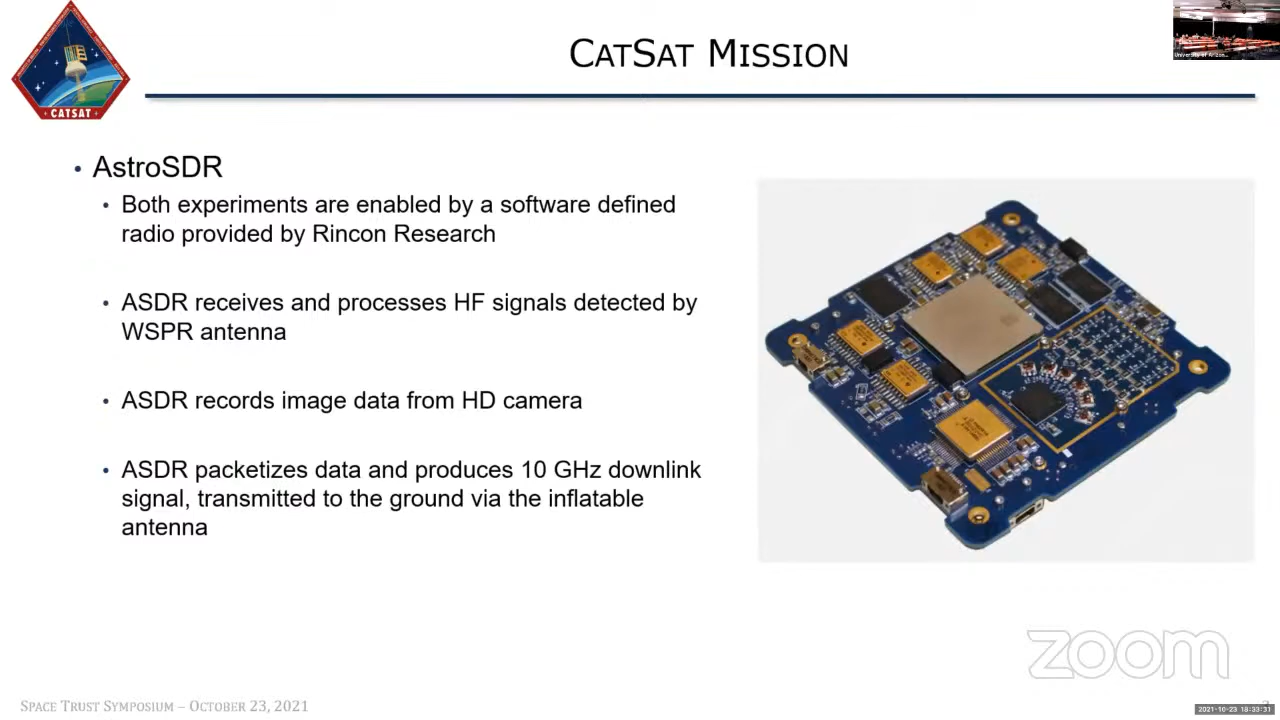 CATSAT MISSION
University of Arizon...
CATSAT
• AstroSDR
• Both experiments are enabled by a software defined
radio provided by Rincon Research
• ASDR receives and processes HF signals detected by
WSPR antenna
• ASDR records image data from HD camera
• ASDR packetizes data and produces 10 GHz downlink
signal, transmitted to the ground via the inflatable
antenna
zoom
SPACE TRUST SYMPOSIUM – OCTOBER 23, 2021
2021-10-23 18:33:31